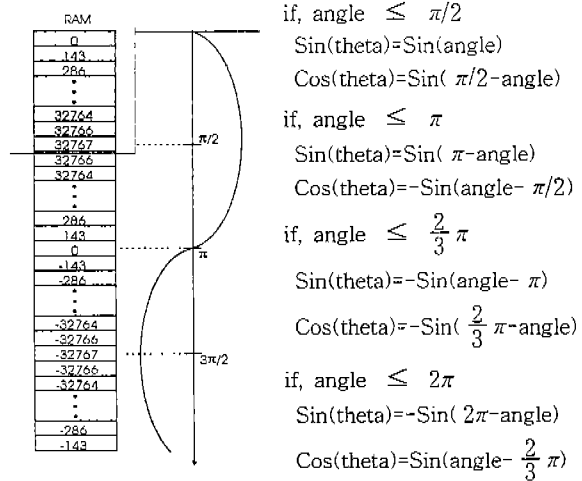 RAM
0
143
286
32764
32766
32767
32766
32764
286
143
0
-143
-286
-32764
-32766
-32767
-32766
-32764
-286
-143
π/2
π
3π/2
if, angle ≤ π/2
Sin(theta)=Sin(angle)
Cos(theta)=Sin( π/2-angle)
if, angle ≤ π
Sin(theta)=Sin( π-angle)
Cos(theta)=-Sin(angle- π/2)
if, angle ≤ 2/3 π
Sin(theta)=-Sin(angle- π)
Cos(theta)=-Sin( 2/3 π-angle)
if, angle ≤ 2π
Sin(theta)=-Sin( 2π-angle)
Cos(theta)=Sin(angle- 2/3 π)